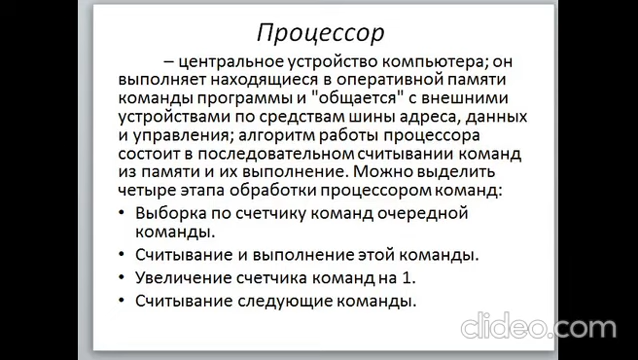 Процессор
– центральное устройство компьютера; он
выполняет находящиеся в оперативной памяти
команды программы и "общается" с внешними
устройствами по средствам шины адреса, данных
и управления; алгоритм работы процессора
состоит в последовательном считывании команд
из памяти и их выполнение. Можно выделить
четыре этапа обработки процессором команд:
• Выборка по счетчику команд очередной
команды.
• Считывание и выполнение этой команды.
• Увеличение счетчика команд на 1.
• Считывание следующие команды.
clideo.com